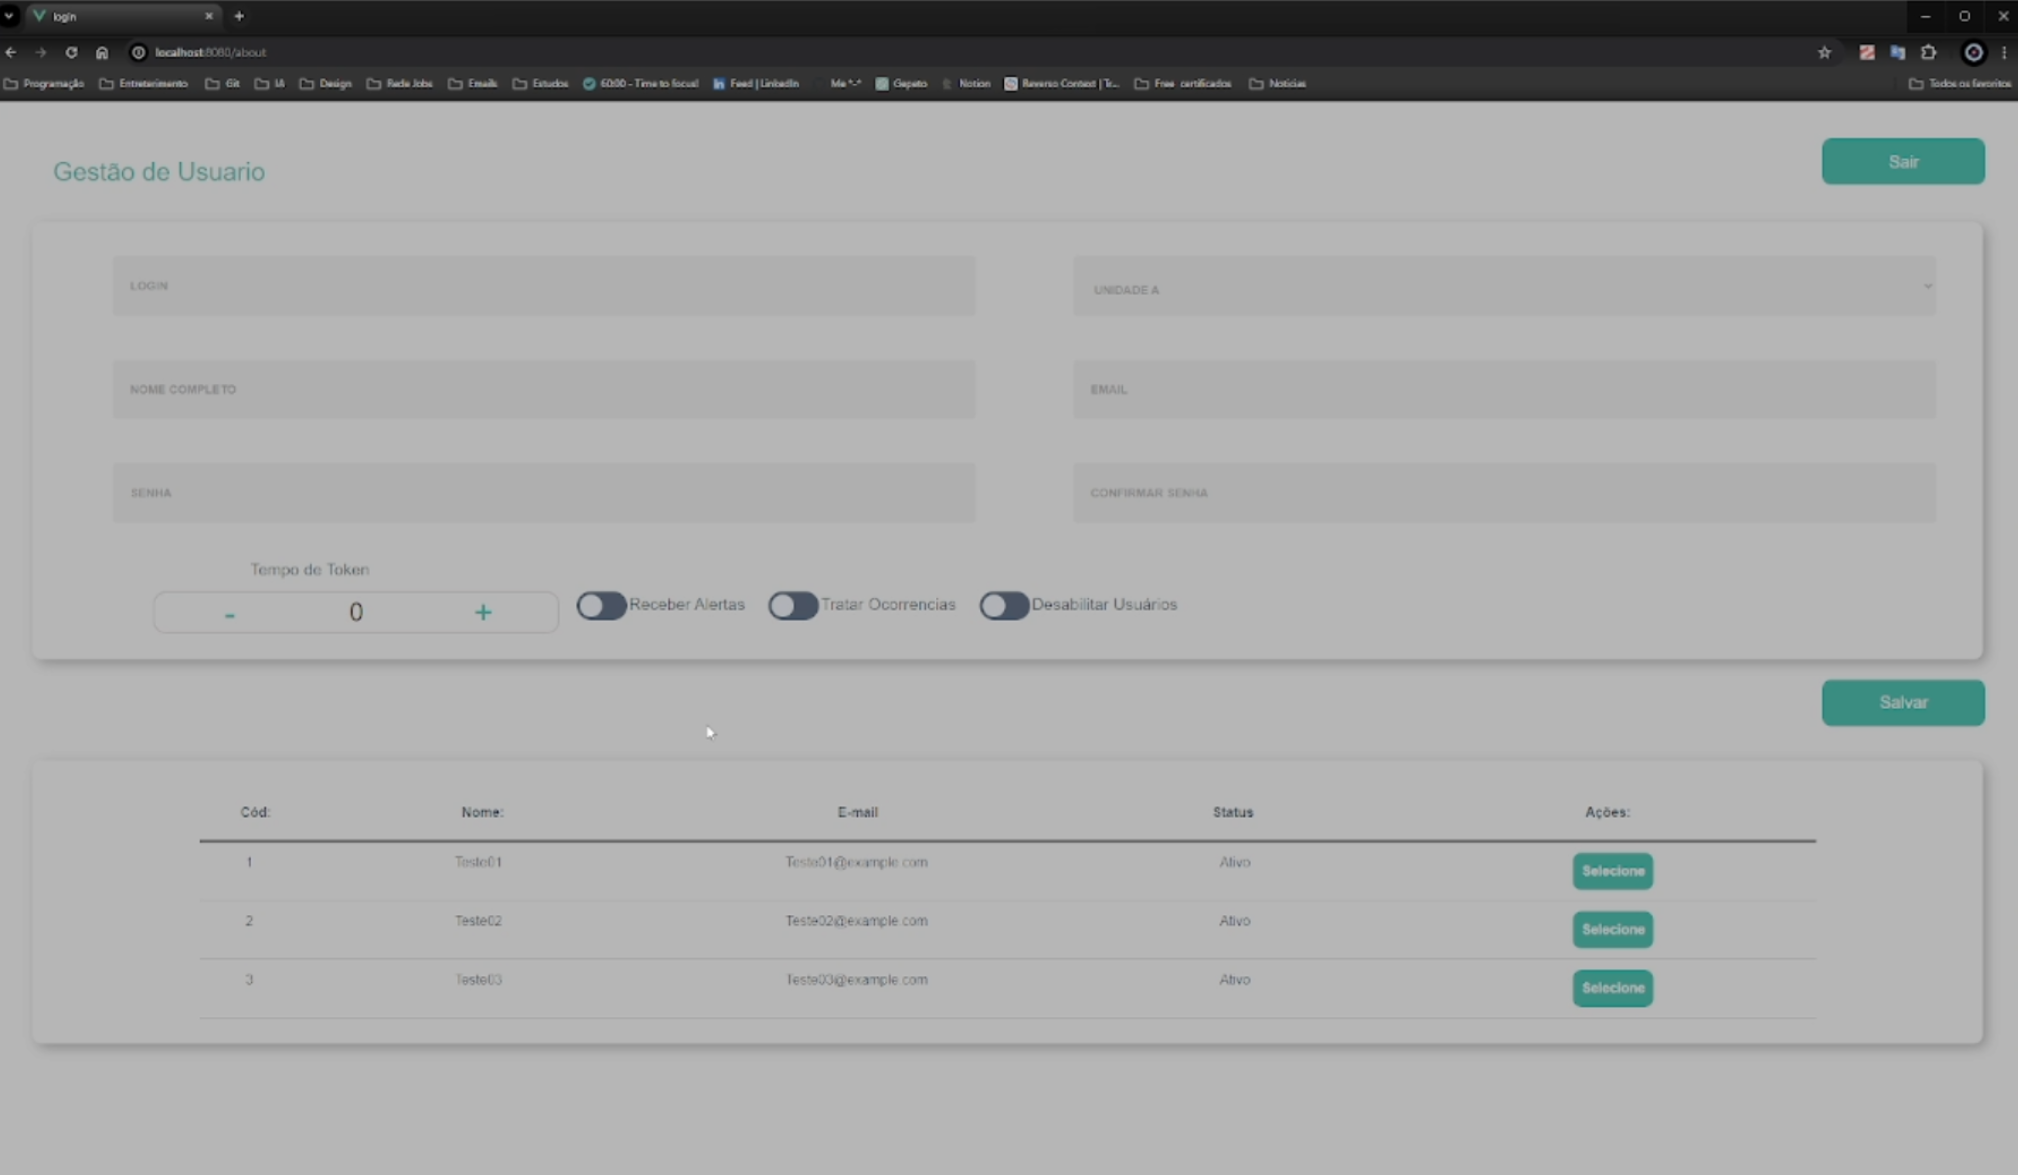 login
localhost:8080/about
Programação Entreterimento Git IA Design Rede Jobs Emails Estudos 60:00 - Time to focus! Feed | LinkedIn Me *-* Gepeto Notion Reverso Context | Tr... Free certificados Noticias Todos os favoritos
Gestão de Usuario
Sair
LOGIN UNIDADE A
NOME COMPLETO EMAIL
SENHA CONFIRMAR SENHA
Tempo de Token
- 0 + Receber Alertas Tratar Ocorrencias Desabilitar Usuários
Salvar
Cód: Nome: E-mail Status Ações:
1 Teste01 Teste01@example.com Ativo Selecione
2 Teste02 Teste02@example.com Ativo Selecione
3 Teste03 Teste03@example.com Ativo Selecione